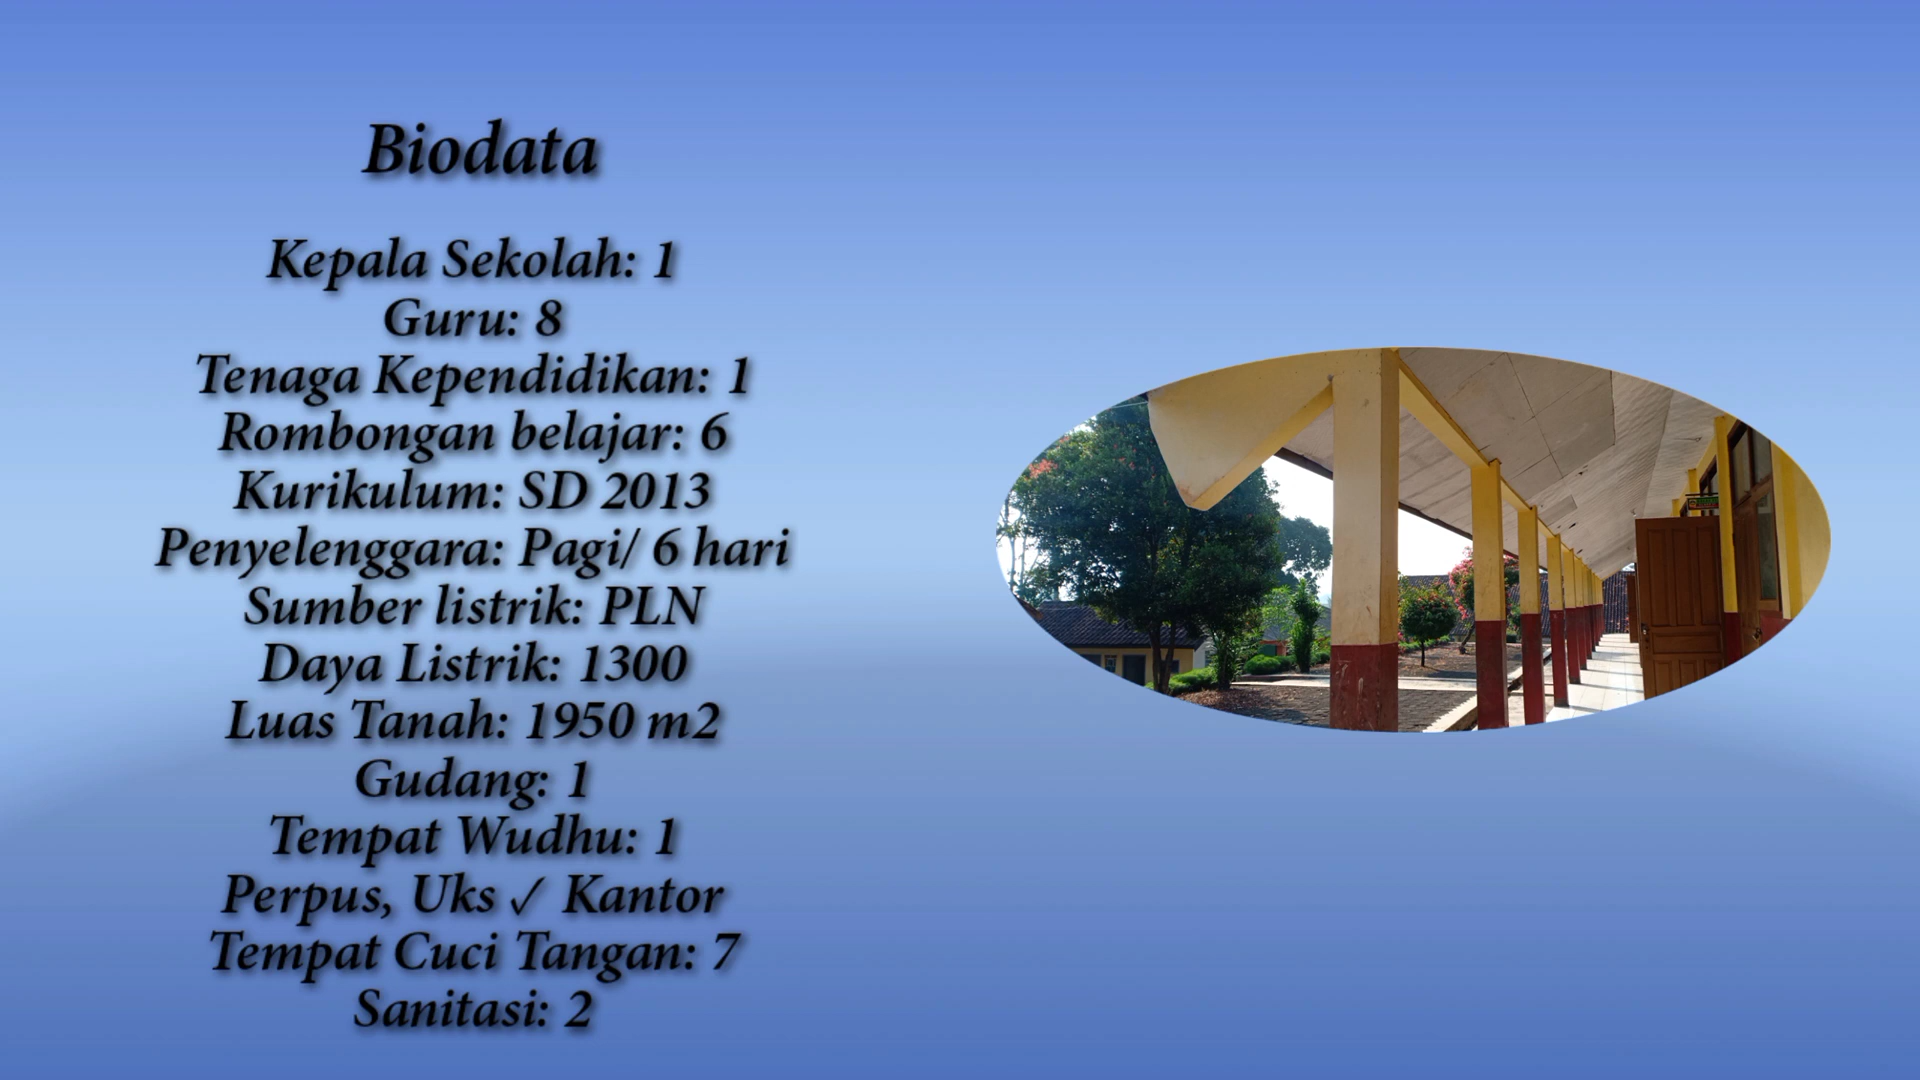 Biodata
Kepala Sekolah: 1
Guru: 8
Tenaga Kependidikan: 1
Rombongan belajar: 6
Kurikulum: SD 2013
Penyelenggara: Pagi/ 6 hari
Sumber listrik: PLN
Daya Listrik: 1300
Luas Tanah: 1950 m2
Gudang: 1
Tempat Wudhu: 1
Perpus, Uks ✓ Kantor
Tempat Cuci Tangan: 7
Sanitasi: 2